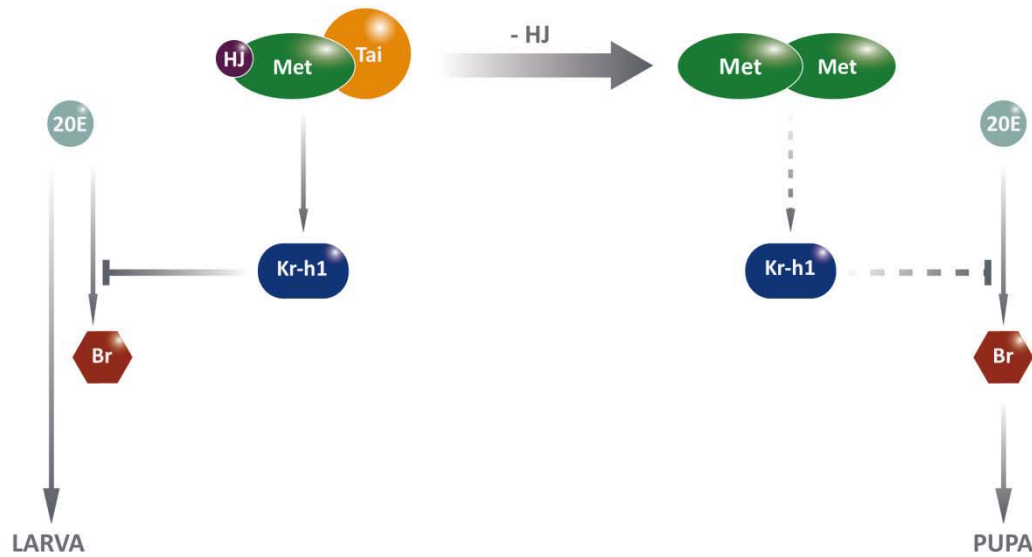 HJ
Met
Tai
- HJ
Met
Met
20E
20E
Kr-h1
Kr-h1
Br
Br
LARVA
PUPA